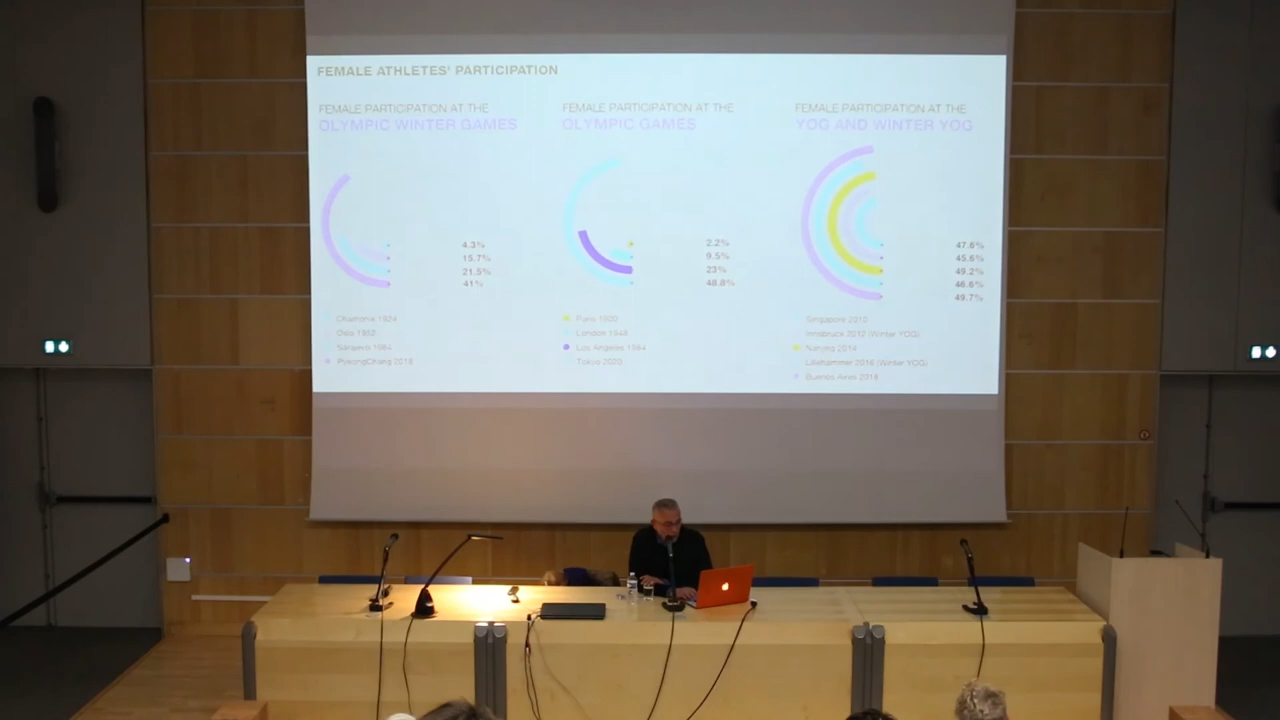 FEMALE ATHLETES' PARTICIPATION
FEMALE PARTICIPATION AT THE
OLYMPIC WINTER GAMES
4.3%
15.7%
21.5%
41%
Chamonix 1924
Oslo 1952
Sarajevo 1984
PyeongChang 2018
FEMALE PARTICIPATION AT THE
OLYMPIC GAMES
2.2%
9.5%
23%
48.8%
Paris 1900
London 1948
Los Angeles 1984
Tokyo 2020
FEMALE PARTICIPATION AT THE
YOG AND WINTER YOG
47.6%
45.6%
49.2%
46.6%
49.7%
Singapore 2010
Innsbruck 2012 (Winter YOG)
Nanjing 2014
Lillehammer 2016 (Winter YOG)
Buenos Aires 2018